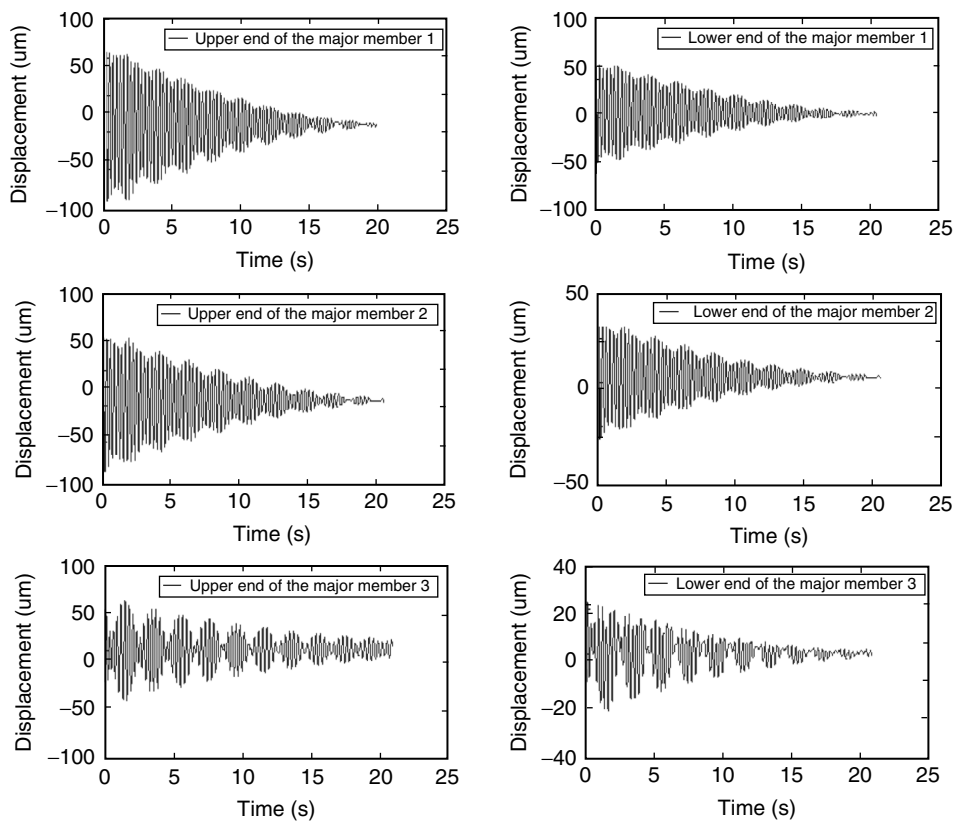 Displacement (um)
100
50
0
−50
−100
Upper end of the major member 1
0 5 10 15 20 25
Time (s)
Displacement (um)
100
50
0
−50
−100
Lower end of the major member 1
0 5 10 15 20 25
Time (s)
Displacement (um)
100
50
0
−50
−100
Upper end of the major member 2
0 5 10 15 20 25
Time (s)
Displacement (um)
50
0
−50
Lower end of the major member 2
0 5 10 15 20 25
Time (s)
Displacement (um)
100
50
0
−50
−100
Upper end of the major member 3
0 5 10 15 20 25
Time (s)
Displacement (um)
40
20
0
−20
−40
Lower end of the major member 3
0 5 10 15 20 25
Time (s)